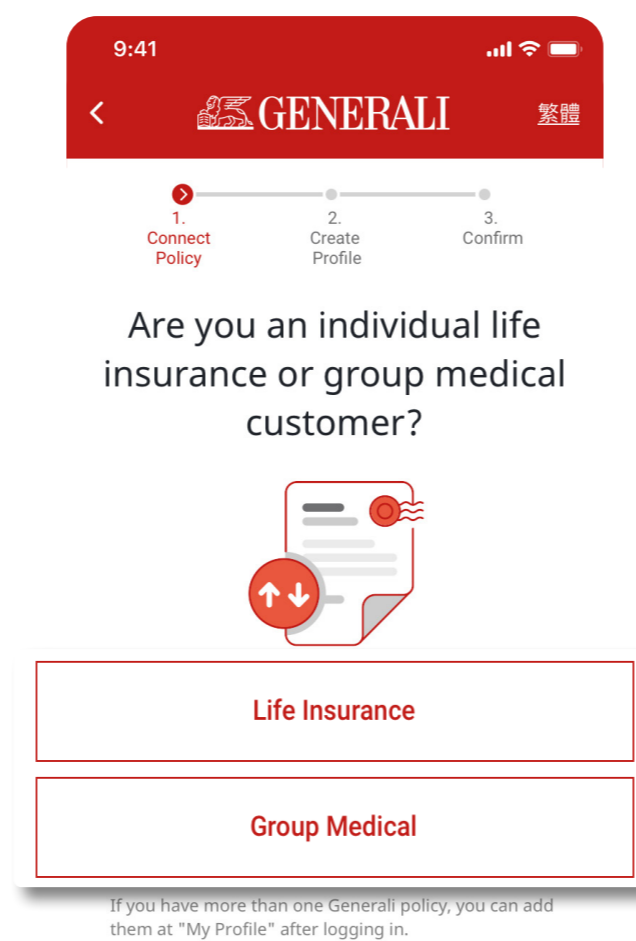 9:41
GENERALI
繁體
1.
Connect
Policy
2.
Create
Profile
3.
Confirm
Are you an individual life
insurance or group medical
customer?
Life Insurance
Group Medical
If you have more than one Generali policy, you can add
them at "My Profile" after logging in.